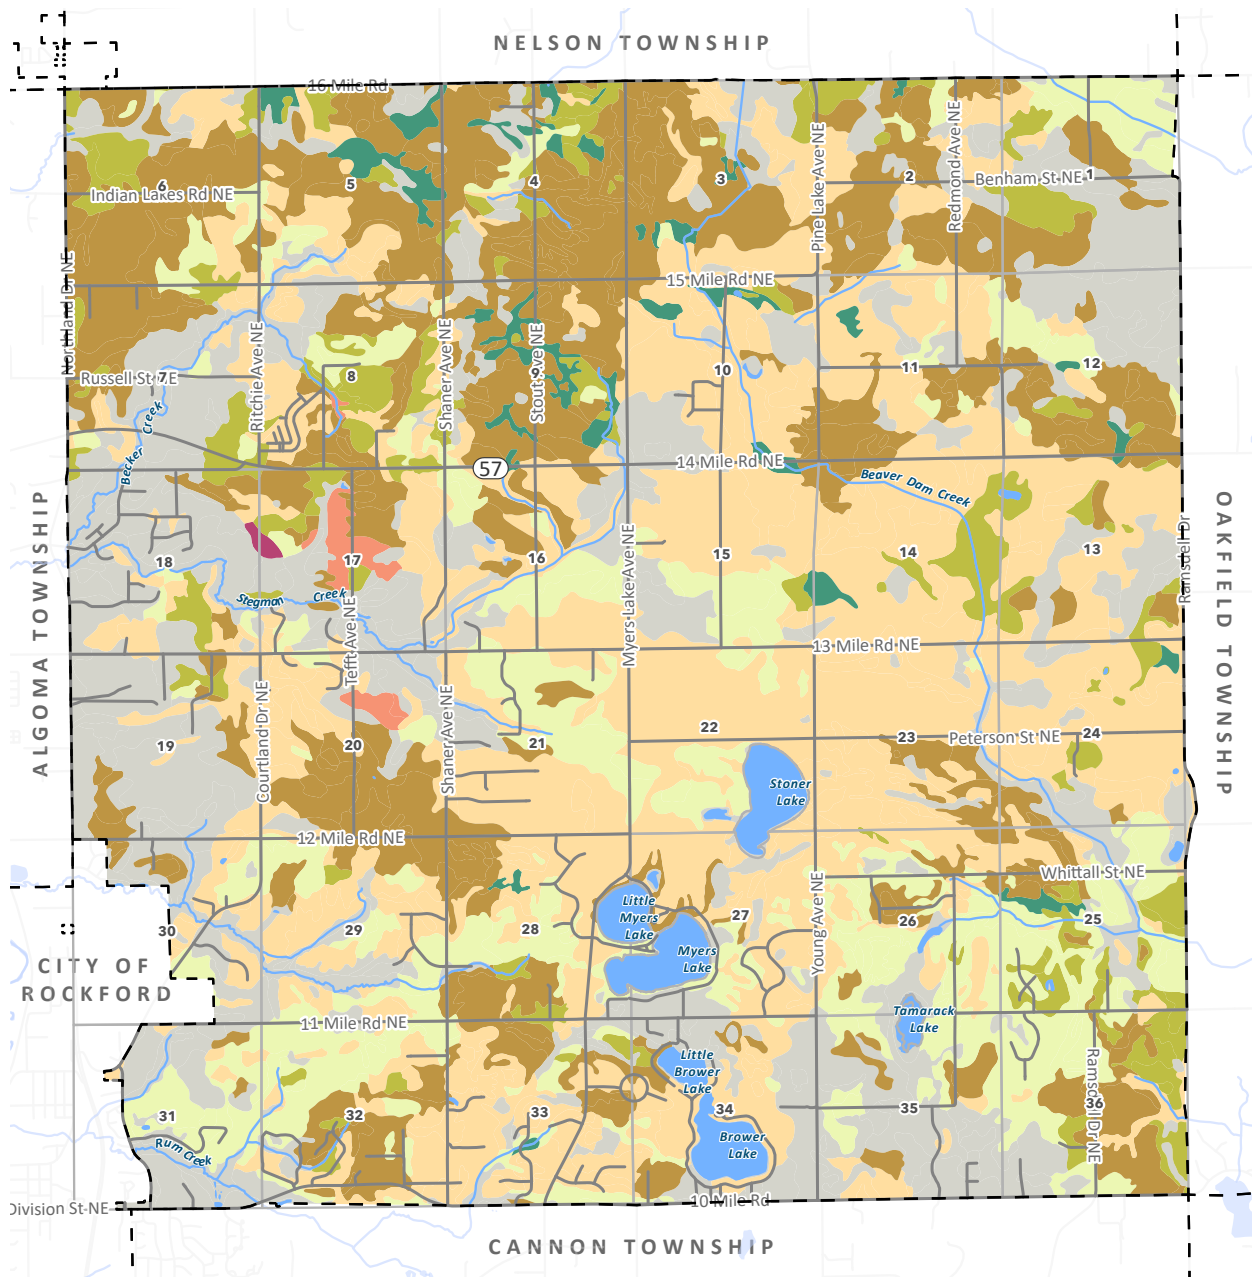 NELSON TOWNSHIP
16 Mile Rd
Pine Lake Ave NE
Redmond Ave NE
6
5
4
3
2
1
Indian Lakes Rd NE
Benham St NE
Northland Dr NE
15 Mile Rd NE
Ritchie Ave NE
Shaner Ave NE
Stout Ave NE
7
8
9
10
11
12
Russell St NE
Becker Creek
57
14 Mile Rd NE
Beaver Dam Creek
ALGOMA TOWNSHIP
OAKFIELD TOWNSHIP
Ramsdell Dr
18
17
16
15
14
13
Stegman Creek
Tefft Ave NE
Myers Lake Ave NE
13 Mile Rd NE
Courtland Dr NE
Shaner Ave NE
19
20
21
22
23
24
Peterson St NE
Stoner
Lake
12 Mile Rd NE
Whittall St NE
Young Ave NE
Little
Myers
Lake
Myers
Lake
30
29
28
27
26
25
CITY OF
ROCKFORD
11 Mile Rd NE
Tamarack
Lake
Little
Brower
Lake
Ramsdell Dr NE
31
32
33
34
35
36
Rum Creek
Brower
Lake
10 Mile Rd
Division St NE
CANNON TOWNSHIP